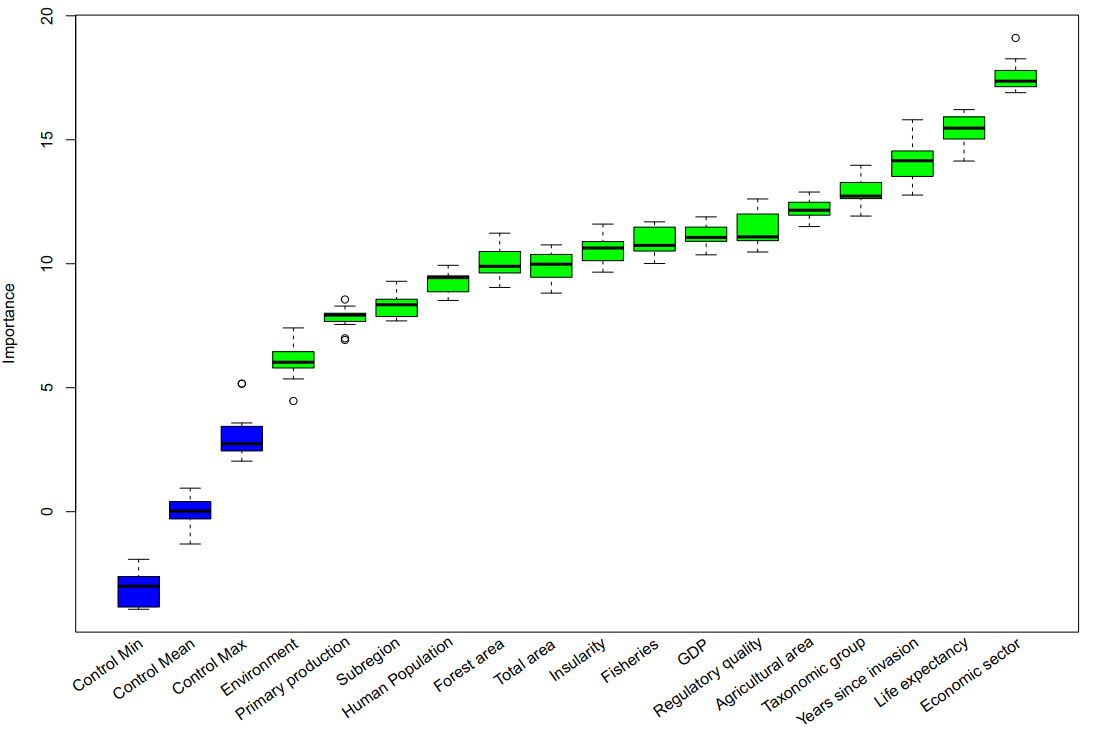 20
15
10
5
0
Importance
Control Min
Control Mean
Control Max
Environment
Primary production
Subregion
Human Population
Forest area
Total area
Insularity
Fisheries
GDP
Regulatory quality
Agricultural area
Taxonomic group
Years since invasion
Life expectancy
Economic sector